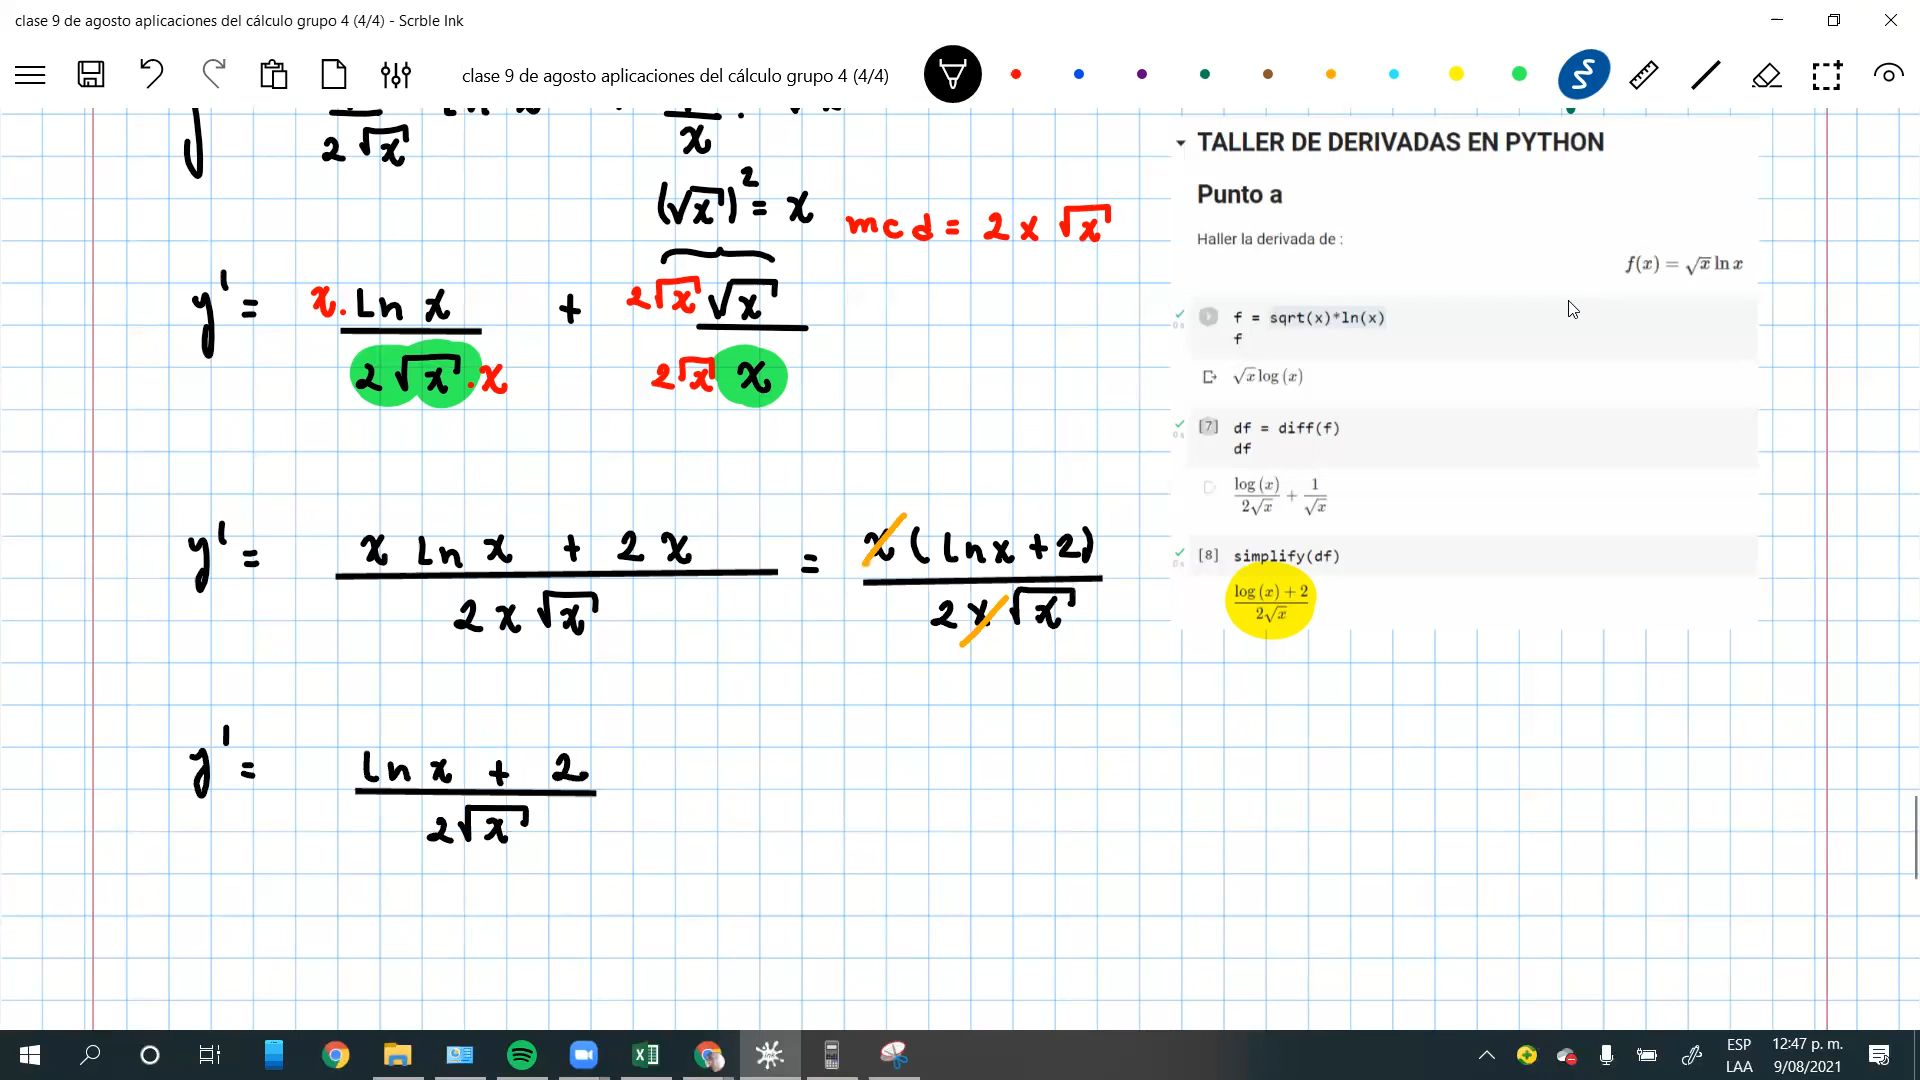 clase 9 de agosto aplicaciones del cálculo grupo 4 (4/4) - Scrble Ink
clase 9 de agosto aplicaciones del cálculo grupo 4 (4/4)
2√x
x
(√x)² = x
mcd = 2x√x
y' = x. Ln x / 2√x . x + 2√x √x / 2√x x
y' = x Ln x + 2x / 2x√x = x (lnx + 2) / 2x√x
y' = ln x + 2 / 2√x
TALLER DE DERIVADAS EN PYTHON
Punto a
Haller la derivada de :
f(x) = √x ln x
f = sqrt(x)*ln(x)
f
√x log (x)
[7] df = diff(f)
df
log (x) / 2√x + 1 / √x
[8] simplify(df)
log (x) + 2 / 2√x
ESP
LAA
12:47 p. m.
9/08/2021